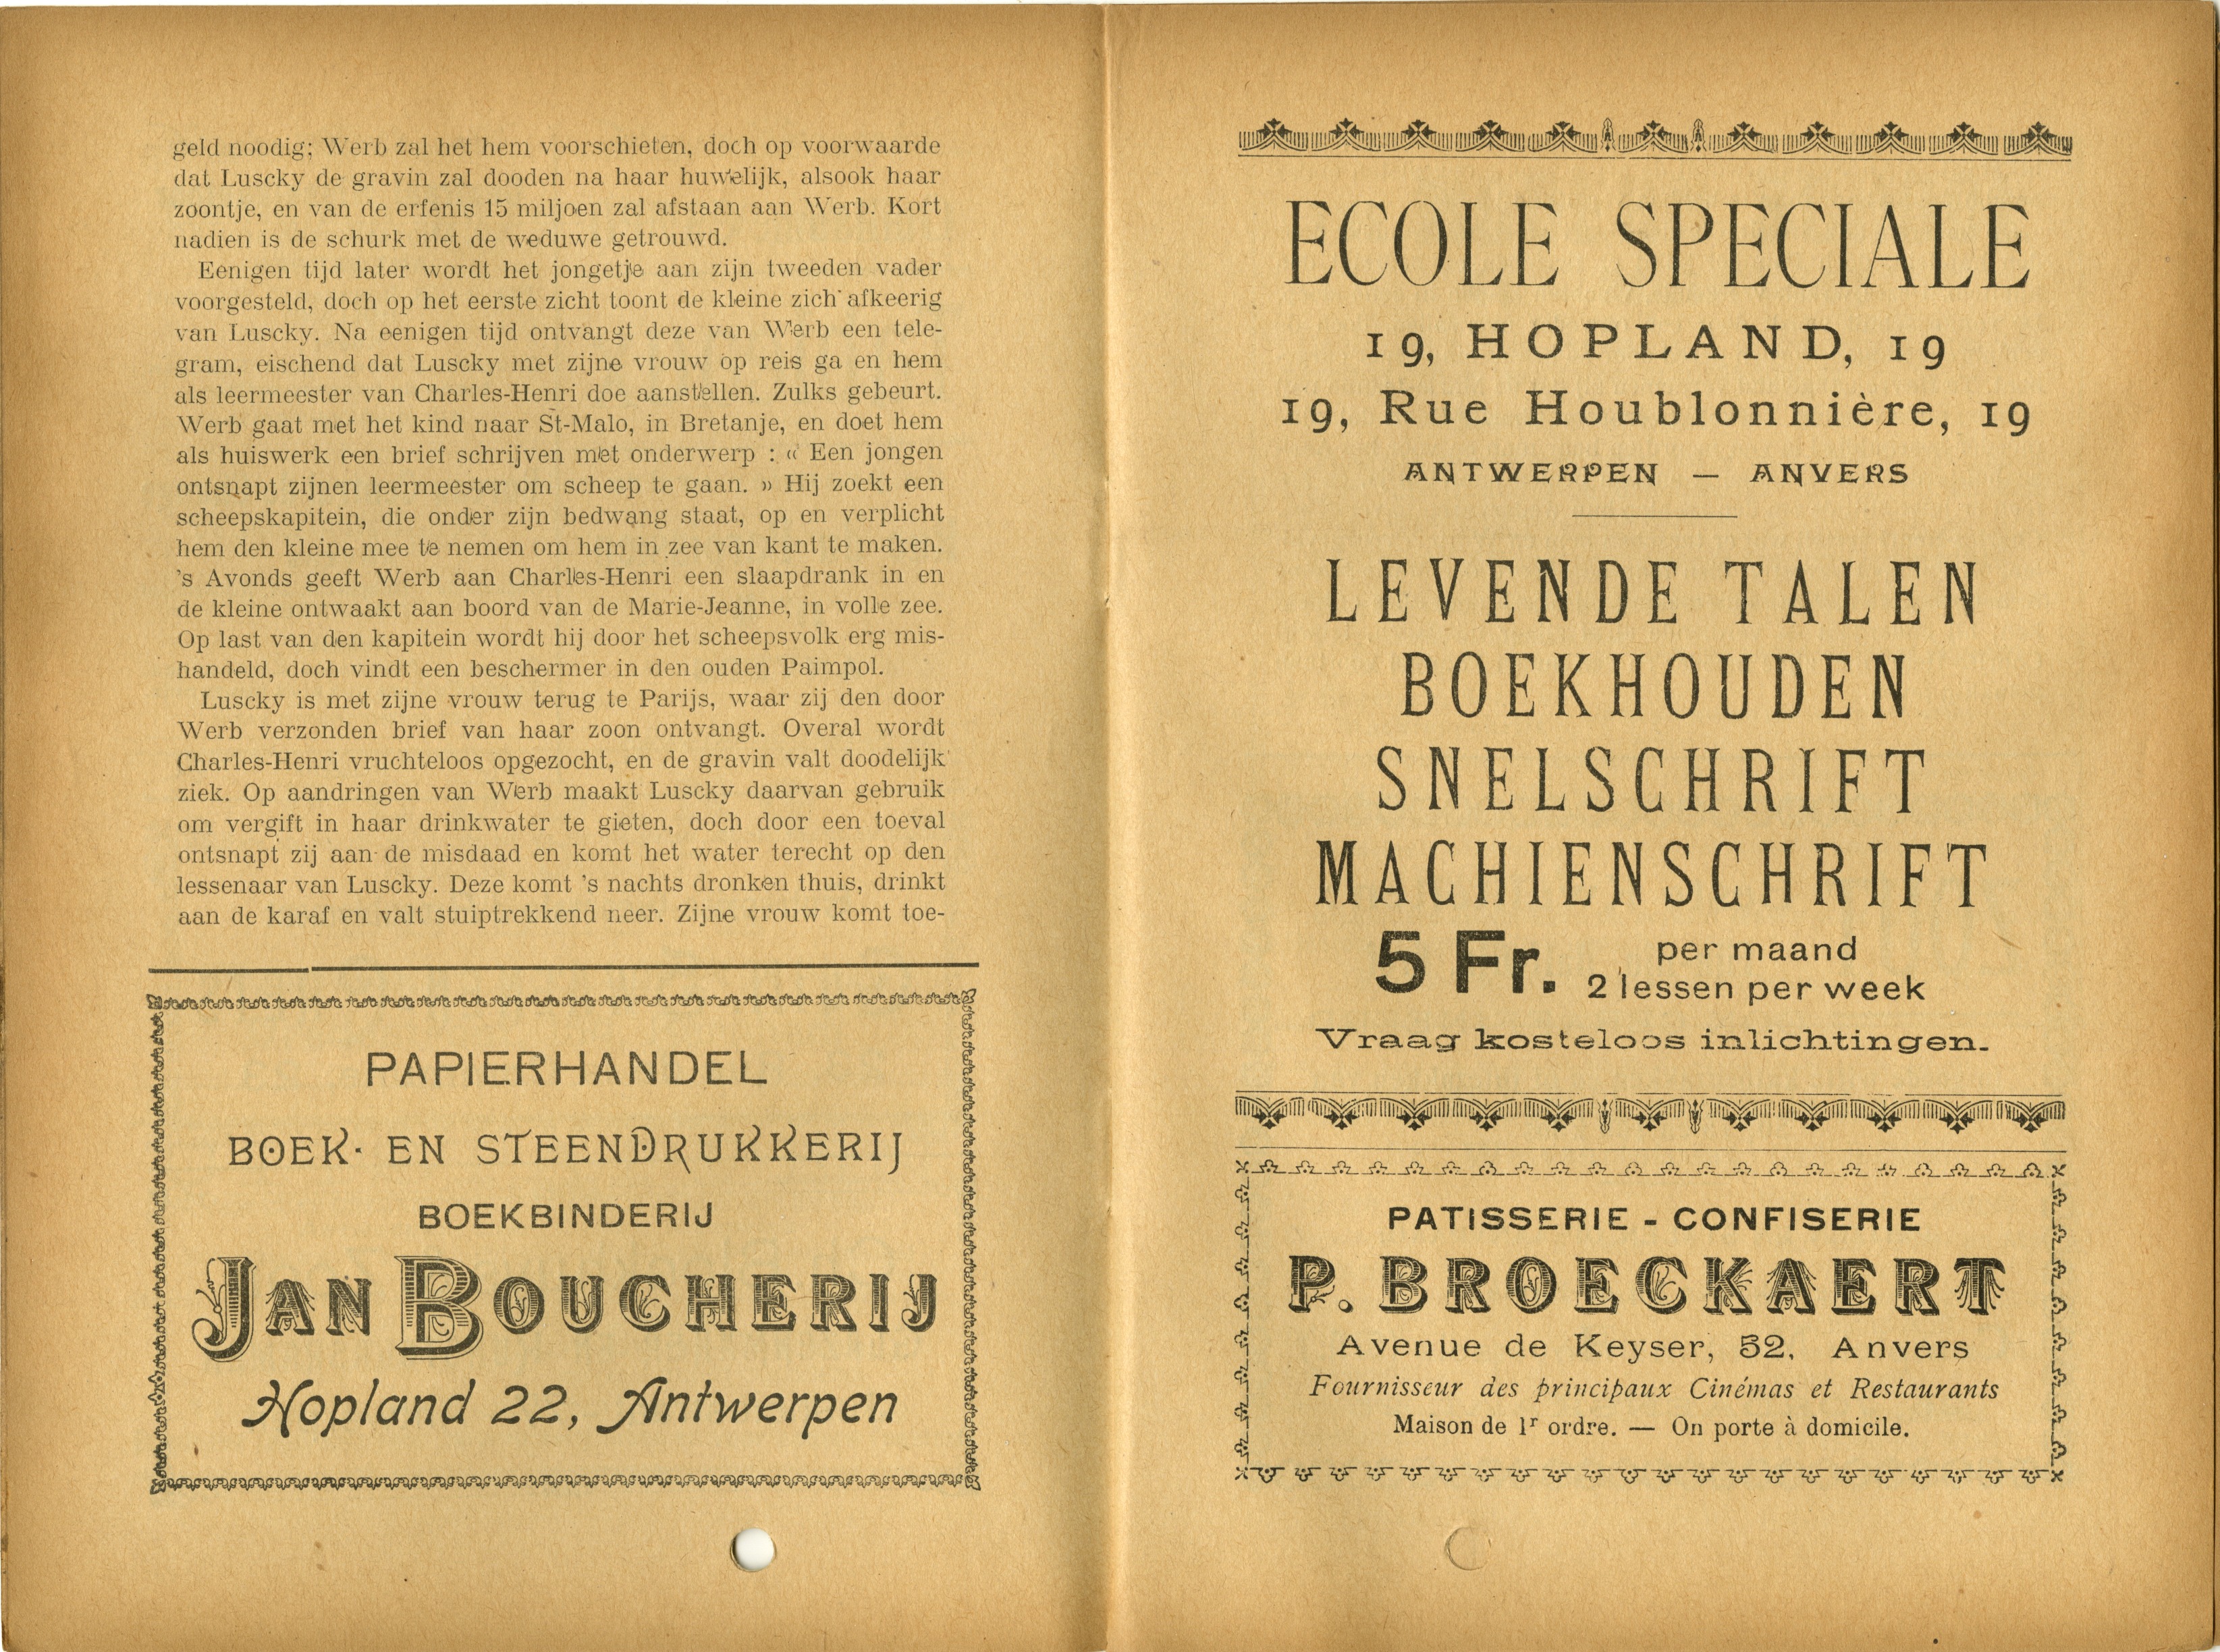 geld noodig; Werb zal het hem voorschieten, doch op voorwaarde
dat Luscky de gravin zal dooden na haar huwelijk, alsook haar
zoontje, en van de erfenis 15 miljoen zal afstaan aan Werb. Kort
nadien is de schurk met de weduwe getrouwd.
Eenigen tijd later wordt het jongetje aan zijn tweeden vader
voorgesteld, doch op het eerste zicht toont de kleine zich afkeerig
van Luscky. Na eenigen tijd ontvangt deze van Werb een tele-
gram, eischend dat Luscky met zijne vrouw op reis ga en hem
als leermeester van Charles-Henri doe aanstellen. Zulks gebeurt.
Werb gaat met het kind naar St-Malo, in Bretanje, en doet hem
als huiswerk een brief schrijven met onderwerp : « Een jongen
ontsnapt zijnen leermeester om scheep te gaan. » Hij zoekt een
scheepskapitein, die onder zijn bedwang staat, op en verplicht
hem den kleine mee te nemen om hem in zee van kant te maken.
's Avonds geeft Werb aan Charles-Henri een slaapdrank in en
de kleine ontwaakt aan boord van de Marie-Jeanne, in volle zee.
Op last van den kapitein wordt hij door het scheepsvolk erg mis-
handeld, doch vindt een beschermer in den ouden Paimpol.
Luscky is met zijne vrouw terug te Parijs, waar zij den door
Werb verzonden brief van haar zoon ontvangt. Overal wordt
Charles-Henri vruchteloos opgezocht, en de gravin valt doodelijk
ziek. Op aandringen van Werb maakt Luscky daarvan gebruik
om vergift in haar drinkwater te gieten, doch door een toeval
ontsnapt zij aan de misdaad en komt het water terecht op den
lessenaar van Luscky. Deze komt 's nachts dronken thuis, drinkt
aan de karaf en valt stuiptrekkend neer. Zijne vrouw komt toe-
PAPIERHANDEL
BOEK- EN STEENDRUKKERIJ
BOEKBINDERIJ
JAN BOUCHERIJ
Hopland 22, Antwerpen
ECOLE SPECIALE
19, HOPLAND, 19
19, Rue Houblonnière, 19
ANTWERPEN — ANVERS
LEVENDE TALEN
BOEKHOUDEN
SNELSCHRIFT
MACHIENSCHRIFT
5 Fr. per maand
2 lessen per week
Vraag kosteloos inlichtingen.
PATISSERIE - CONFISERIE
P. BROECKAERT
Avenue de Keyser, 52, Anvers
Fournisseur des principaux Cinémas et Restaurants
Maison de 1r ordre. — On porte à domicile.